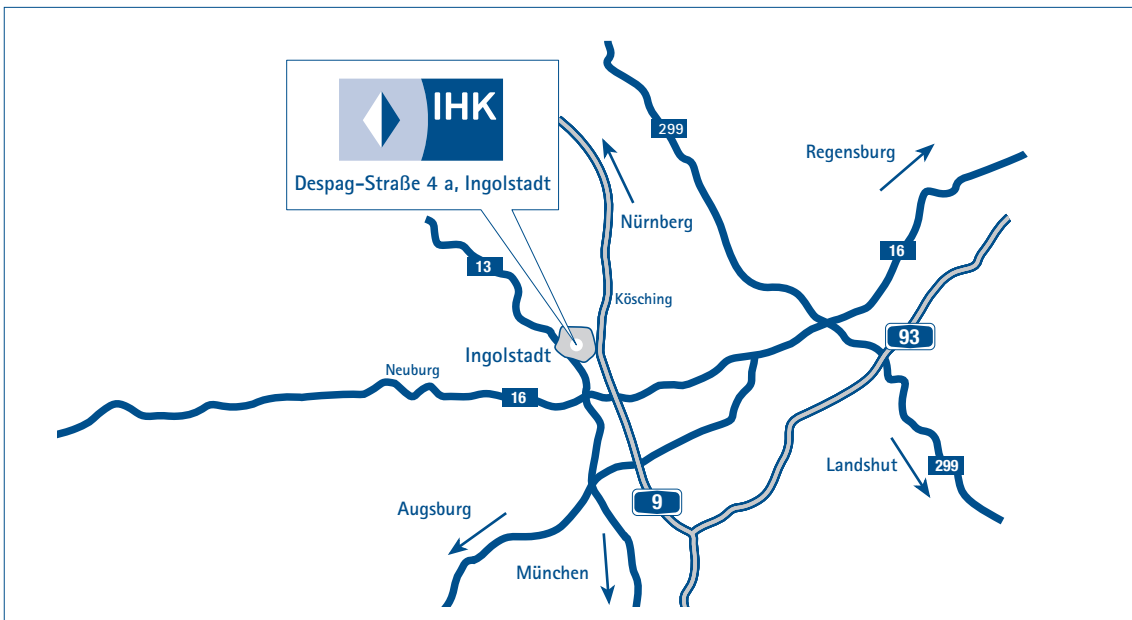 IHK
Despag-Straße 4 a, Ingolstadt
299
Regensburg
Nürnberg
16
13
Kösching
93
Ingolstadt
Neuburg
16
Landshut
299
9
Augsburg
München